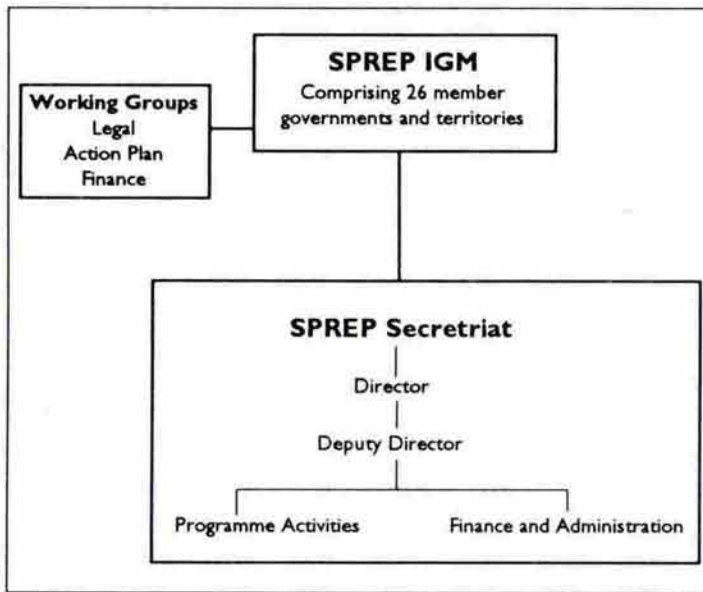 SPREP IGM
Comprising 26 member
governments and territories
Working Groups
Legal
Action Plan
Finance
SPREP Secretriat
Director
Deputy Director
Programme Activities
Finance and Administration